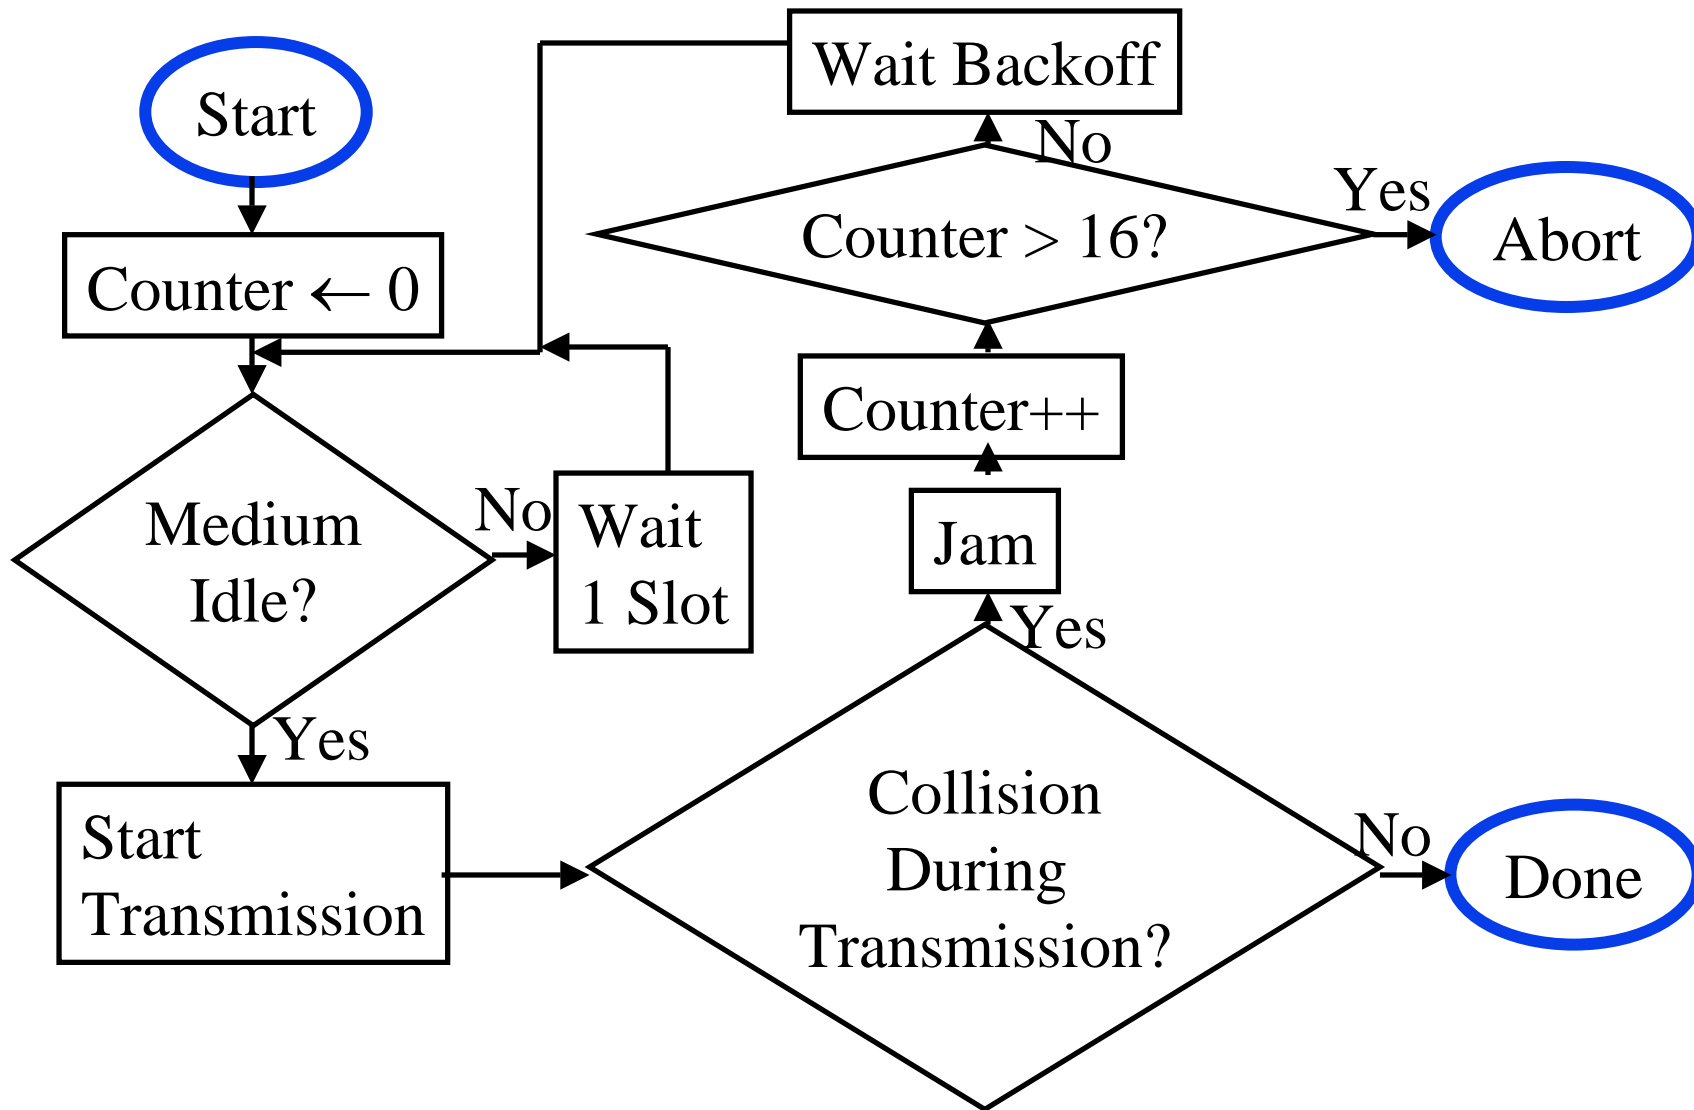 Start
Counter ← 0
Medium
Idle?
No
Wait
1 Slot
Yes
Start
Transmission
Collision
During
Transmission?
No
Done
Yes
Jam
Counter++
Counter > 16?
Yes
Abort
No
Wait Backoff